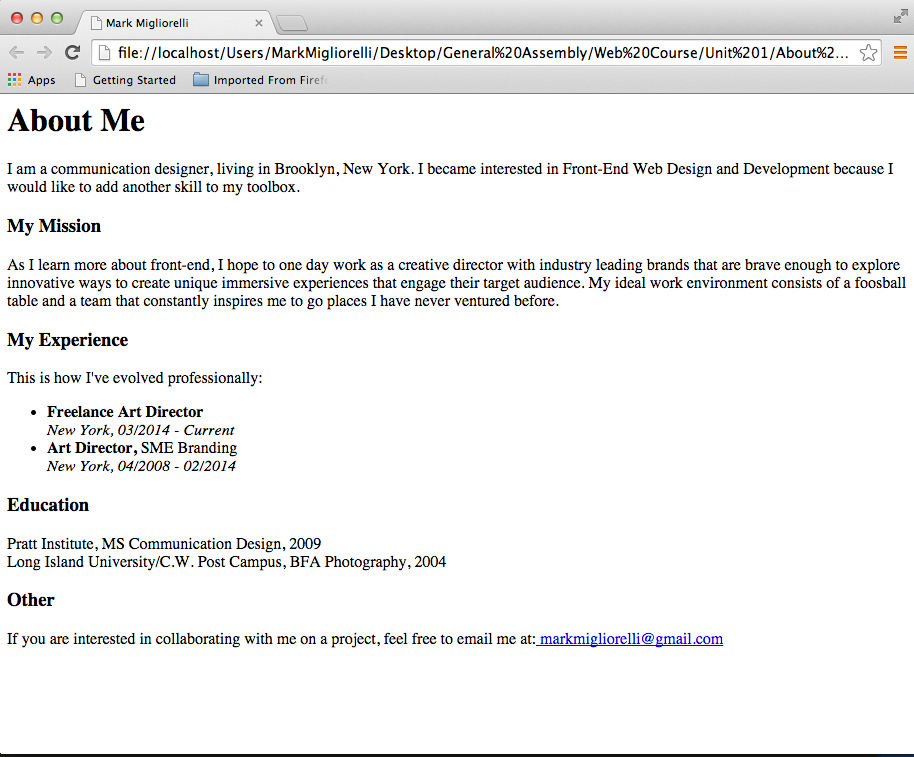 Mark Migliorelli
file://localhost/Users/MarkMigliorelli/Desktop/General%20Assembly/Web%20Course/Unit%201/About%2...
Apps Getting Started Imported From Firef
About Me
I am a communication designer, living in Brooklyn, New York. I became interested in Front-End Web Design and Development because I
would like to add another skill to my toolbox.
My Mission
As I learn more about front-end, I hope to one day work as a creative director with industry leading brands that are brave enough to explore
innovative ways to create unique immersive experiences that engage their target audience. My ideal work environment consists of a foosball
table and a team that constantly inspires me to go places I have never ventured before.
My Experience
This is how I've evolved professionally:
• Freelance Art Director
New York, 03/2014 - Current
• Art Director, SME Branding
New York, 04/2008 - 02/2014
Education
Pratt Institute, MS Communication Design, 2009
Long Island University/C.W. Post Campus, BFA Photography, 2004
Other
If you are interested in collaborating with me on a project, feel free to email me at: markmigliorelli@gmail.com